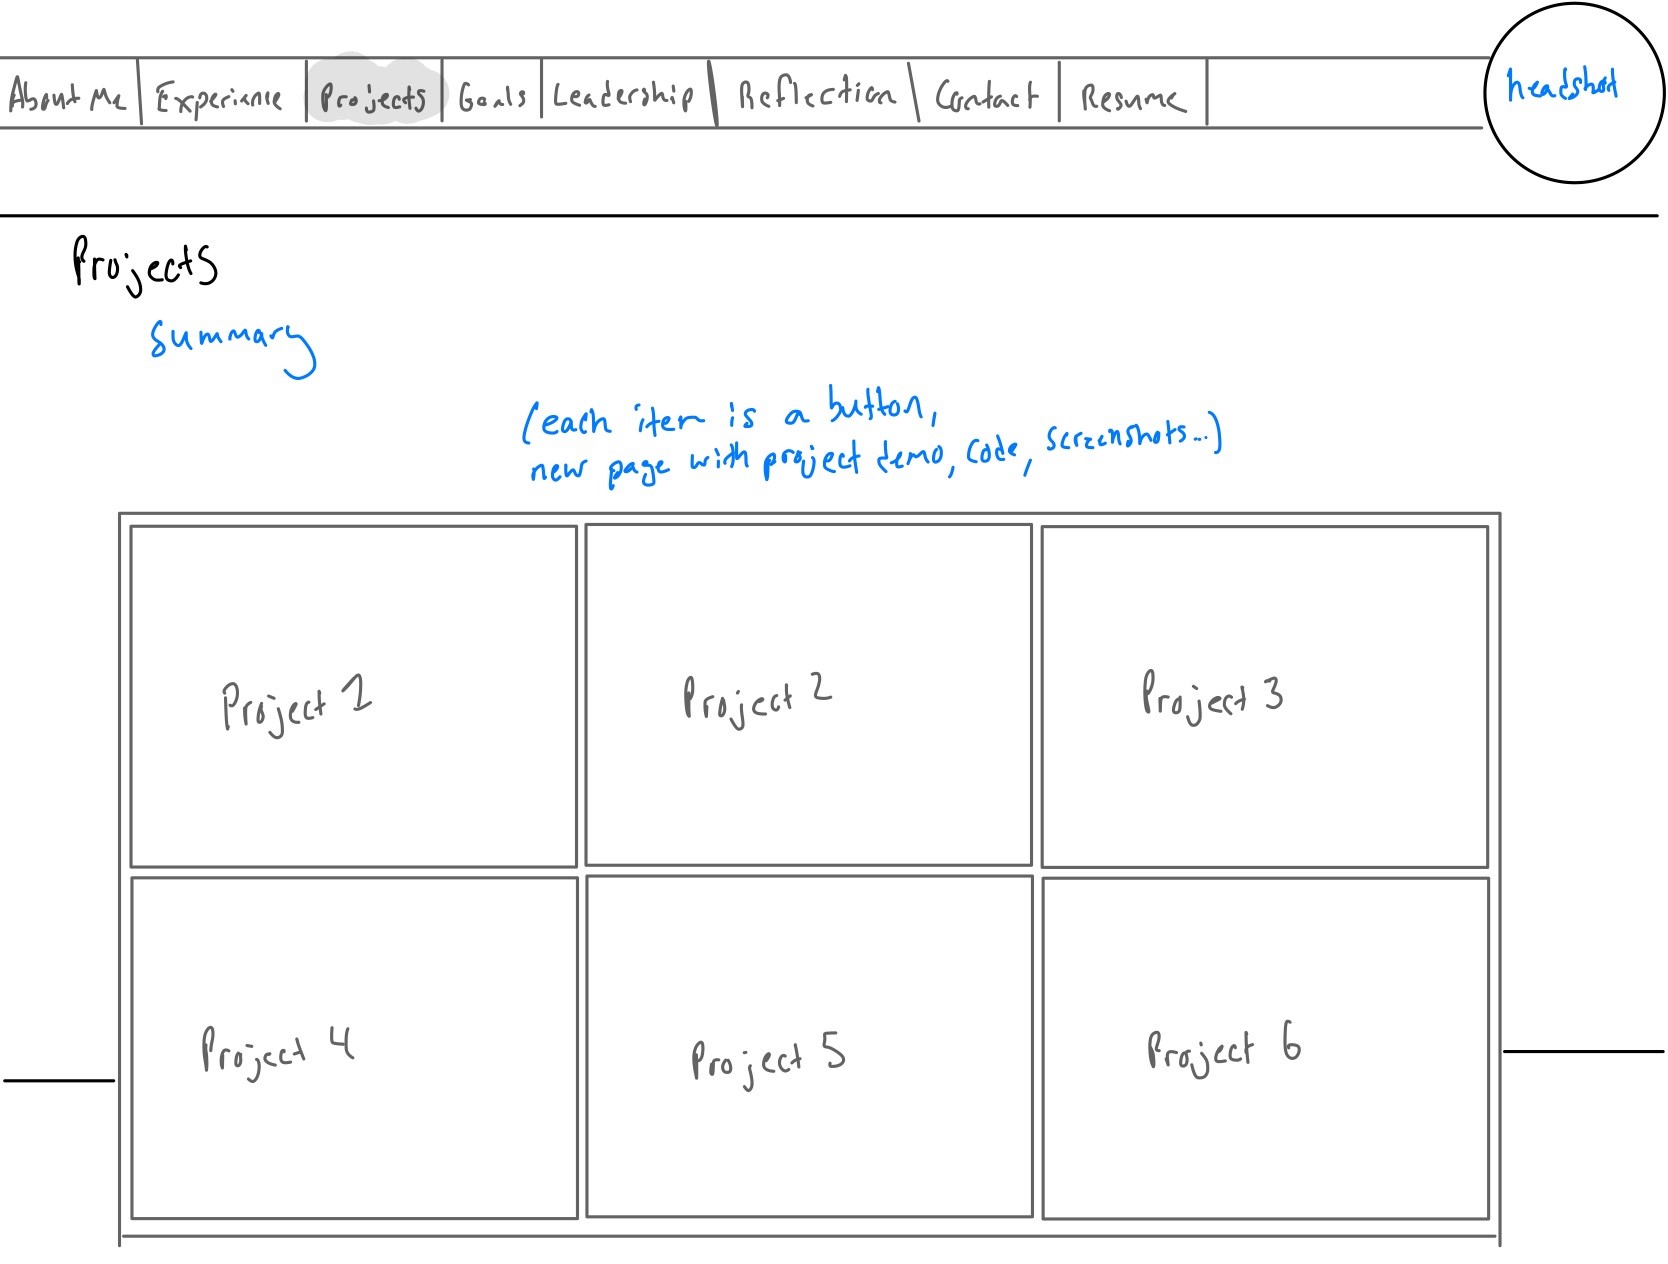 About Me Experience Projects Goals Leadership Reflection Contact Resume headshot
Projects
Summary
(each item is a button,
new page with project demo, code, screenshots...)
Project 1 Project 2 Project 3
Project 4 Project 5 Project 6